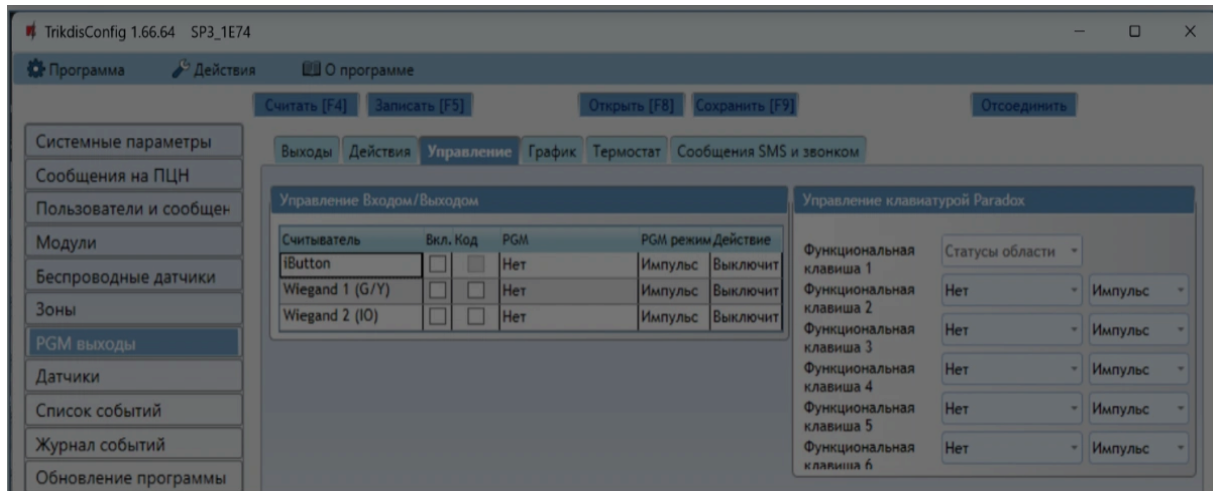 TrikdisConfig 1.66.64 SP3_1E74
Программа Действия О программе
Считать [F4] Записать [F5] Открыть [F8] Сохранить [F9] Отсоединить
Системные параметры
Сообщения на ПЦН
Пользователи и сообщен
Модули
Беспроводные датчики
Зоны
PGM выходы
Датчики
Список событий
Журнал событий
Обновление программы
Выходы Действия Управление График Термостат Сообщения SMS и звонком
Управление Входом/Выходом
Считыватель Вкл. Код PGM PGM режим Действие
iButton Нет Импульс Выключит
Wiegand 1 (G/Y) Нет Импульс Выключит
Wiegand 2 (IO) Нет Импульс Выключит
Управление клавиатурой Paradox
Функциональная клавиша 1 Статусы области
Функциональная клавиша 2 Нет Импульс
Функциональная клавиша 3 Нет Импульс
Функциональная клавиша 4 Нет Импульс
Функциональная клавиша 5 Нет Импульс
Функциональная клавиша 6 Нет Импульс